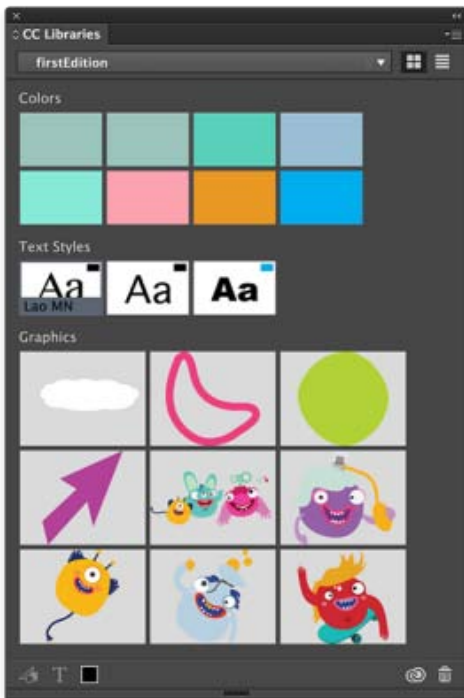 CC Libraries
firstEdition
Colors
Text Styles
Aa
Lao MN
Aa
Aa
Graphics
T